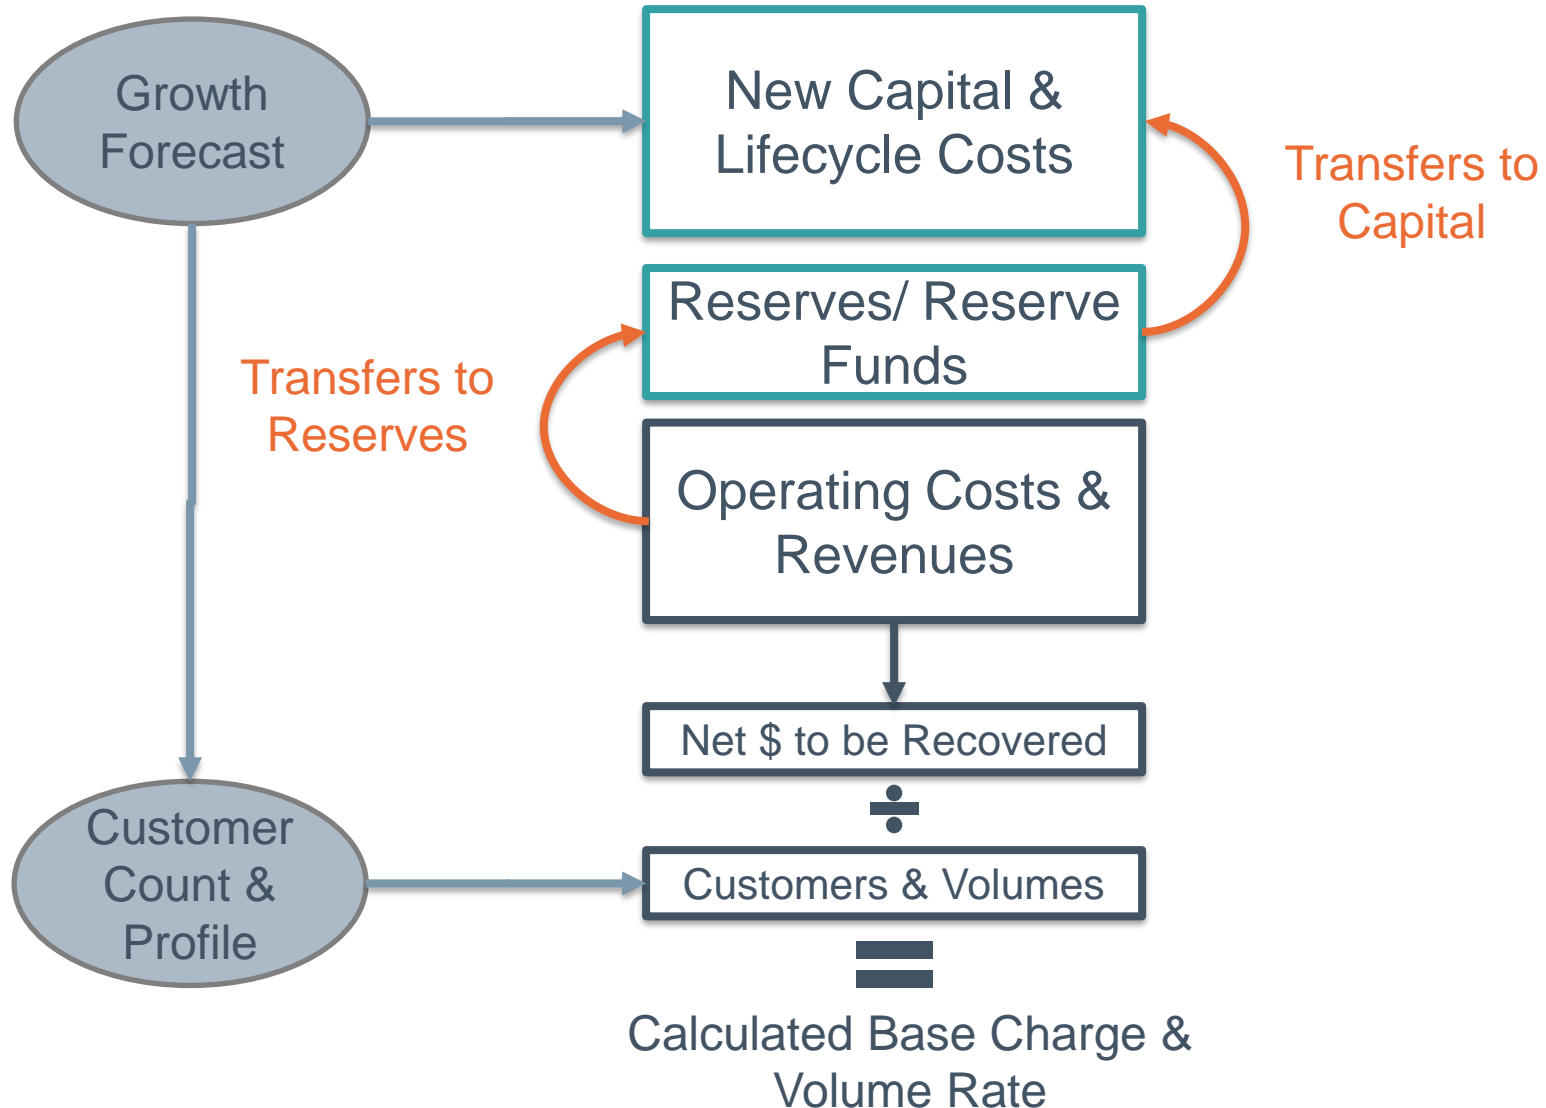 Growth
Forecast
New Capital &
Lifecycle Costs
Transfers to
Capital
Reserves/ Reserve
Funds
Transfers to
Reserves
Operating Costs &
Revenues
Net $ to be Recovered
÷
Customer
Count &
Profile
Customers & Volumes
=
Calculated Base Charge &
Volume Rate